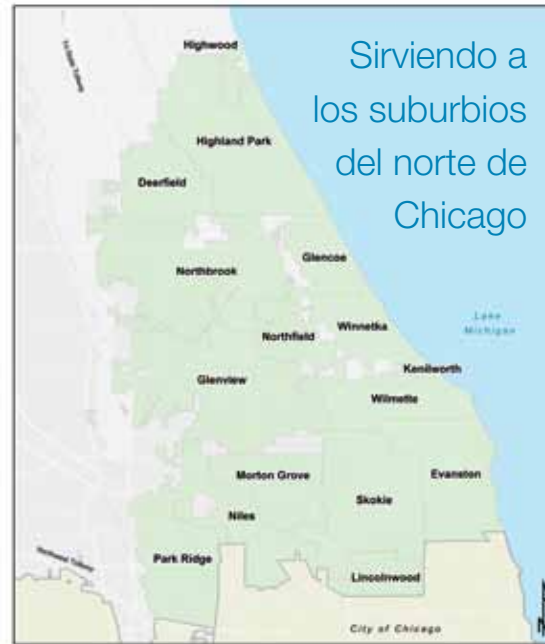 Sirviendo a
los suburbios
del norte de
Chicago
Highwood
Highland Park
Deerfield
Glencoe
Northbrook
Winnetka
Northfield
Lake
Michigan
Kenilworth
Glenview
Wilmette
Morton Grove
Evanston
Skokie
Niles
Park Ridge
Lincolnwood
City of Chicago
N